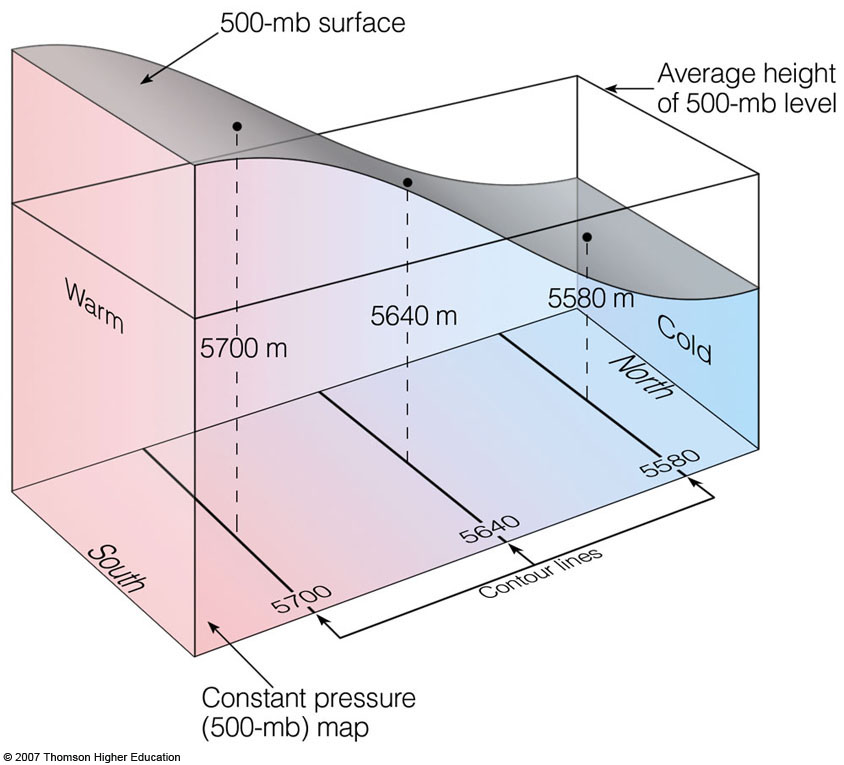 500-mb surface
Average height
of 500-mb level
Warm
5700 m
5640 m
5580 m
Cold
North
South
5700
5640
5580
Contour lines
Constant pressure
(500-mb) map
© 2007 Thomson Higher Education